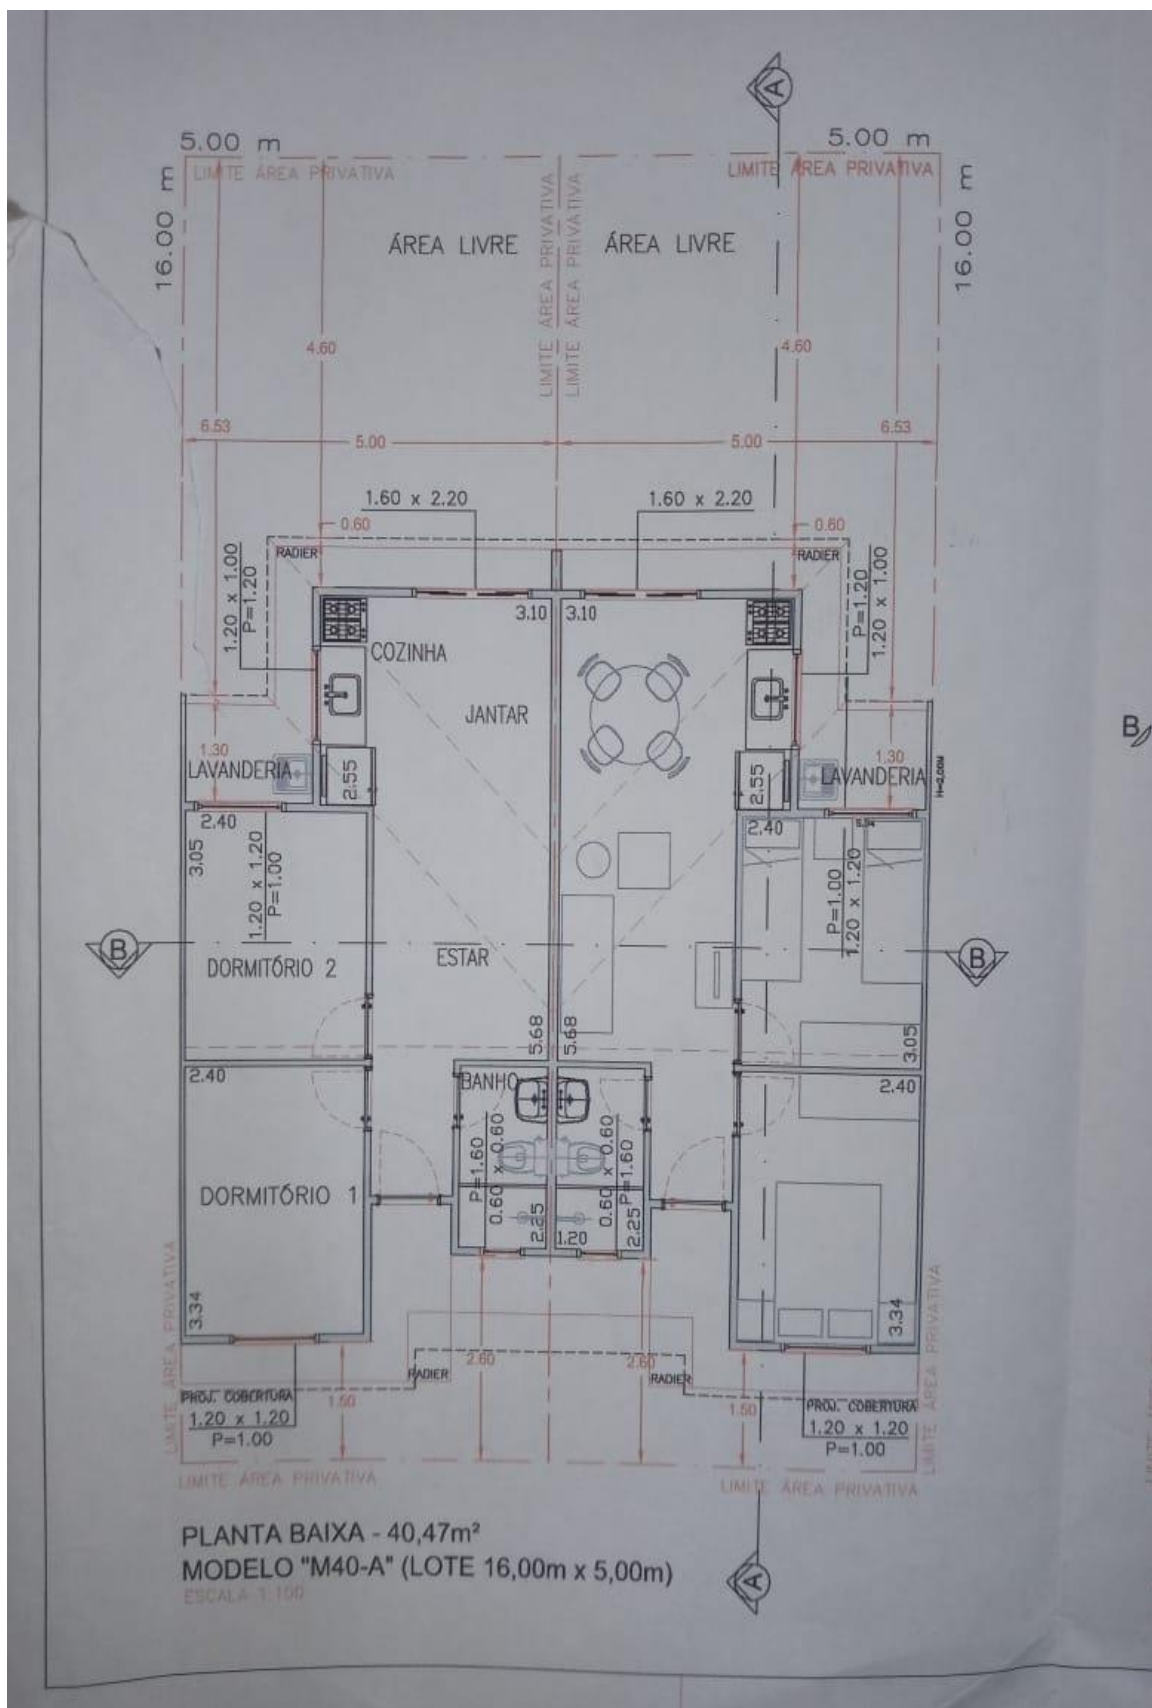 A
5.00 m
5.00 m
LIMITE ÁREA PRIVATIVA
LIMITE ÁREA PRIVATIVA
16.00 m
16.00 m
LIMITE ÁREA PRIVATIVA
LIMITE ÁREA PRIVATIVA
ÁREA LIVRE
ÁREA LIVRE
4.60
4.60
6.53
5.00
5.00
6.53
1.60 x 2.20
1.60 x 2.20
0.60
0.60
RADIER
RADIER
1.20 x 1.00
P=1.20
P=1.20
1.20 x 1.00
3.10
3.10
COZINHA
JANTAR
B
1.30
1.30
LAVANDERIA
LAVANDERIA
2.55
2.55
H=2,00M
2.40
2.40
3.05
1.20 x 1.20
P=1.00
P=1.00
1.20 x 1.20
B
ESTAR
B
DORMITÓRIO 2
5.68
5.68
3.05
2.40
BANHO
2.40
P=1.60
0.60 x 0.60
0.60 x 0.60
P=1.60
DORMITÓRIO 1
2.25
1.20
2.25
3.34
3.34
LIMITE ÁREA PRIVATIVA
LIMITE ÁREA PRIVATIVA
2.60
2.60
RADIER
RADIER
PROJ. COBERTURA
1.50
1.50
PROJ. COBERTURA
1.20 x 1.20
P=1.00
1.20 x 1.20
P=1.00
LIMITE ÁREA PRIVATIVA
LIMITE ÁREA PRIVATIVA
PLANTA BAIXA - 40,47m²
MODELO "M40-A" (LOTE 16,00m x 5,00m)
ESCALA 1:100
A